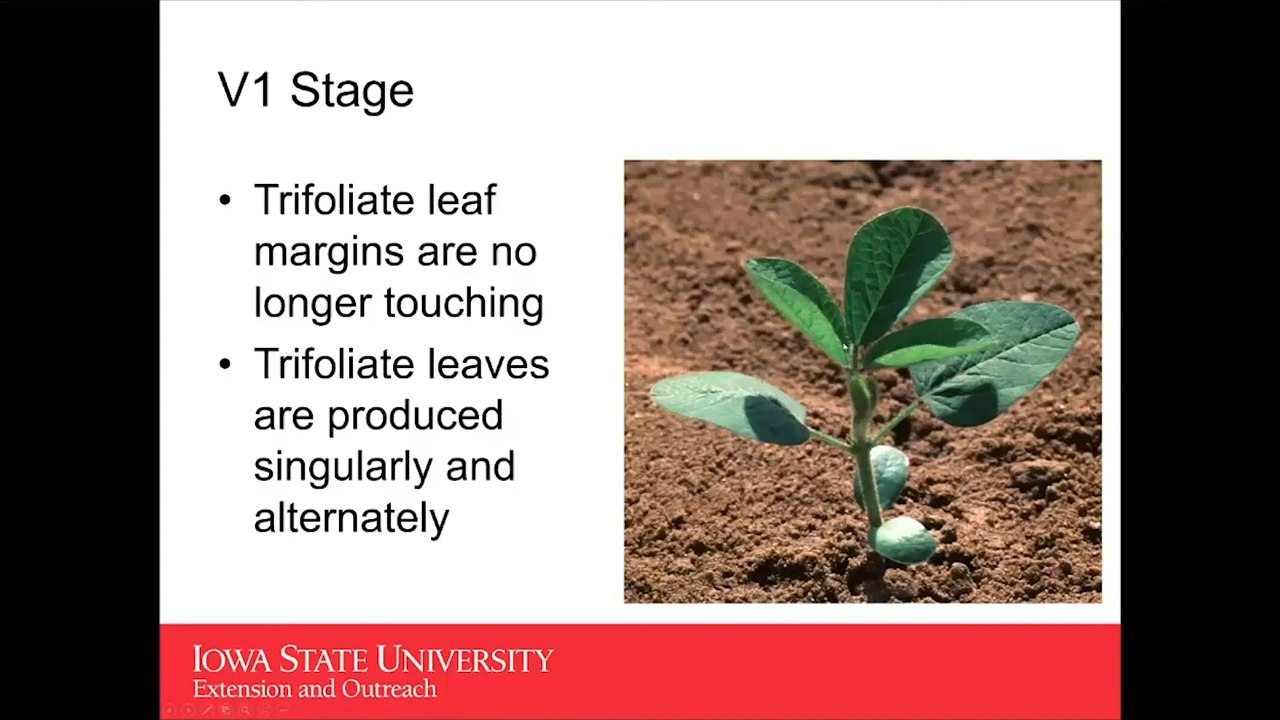 V1 Stage
• Trifoliate leaf
margins are no
longer touching
• Trifoliate leaves
are produced
singularly and
alternately
IOWA STATE UNIVERSITY
Extension and Outreach